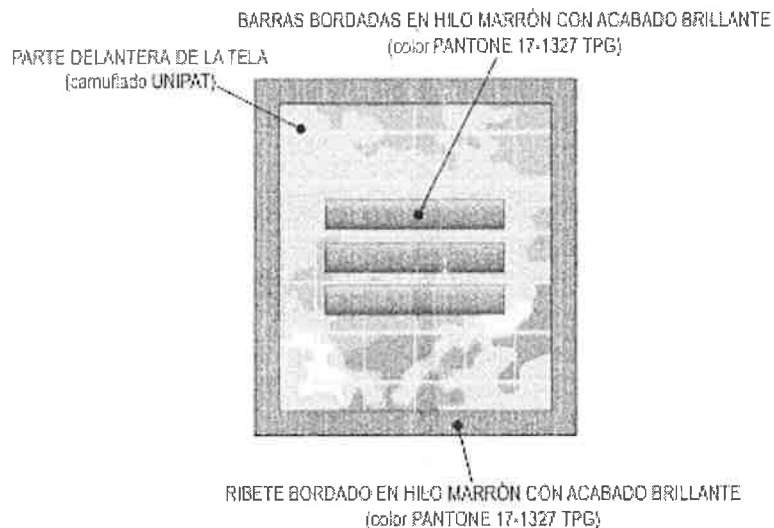 BARRAS BORDADAS EN HILO MARRÓN CON ACABADO BRILLANTE
(color PANTONE 17-1327 TPG)
PARTE DELANTERA DE LA TELA
(camuflado UNIPAT)
RIBETE BORDADO EN HILO MARRÓN CON ACABADO BRILLANTE
(color PANTONE 17-1327 TPG)